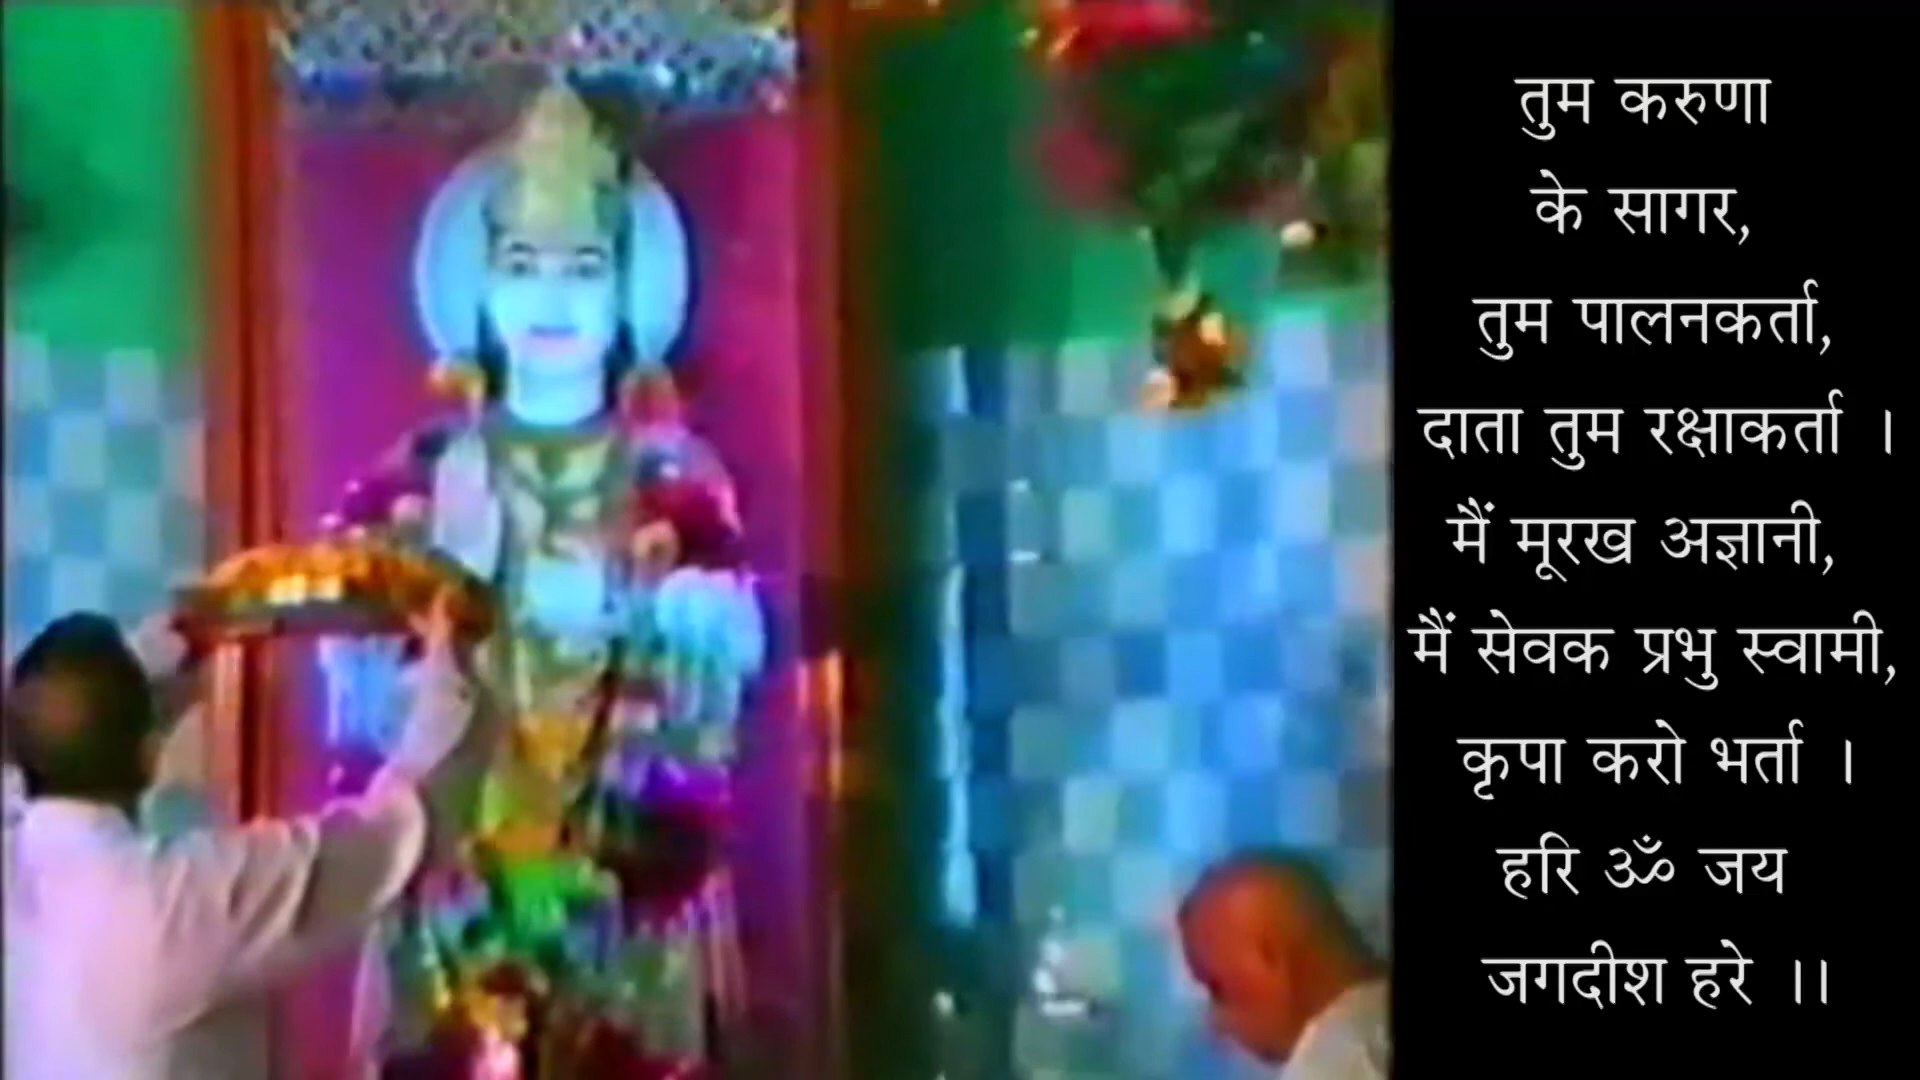 तुम करुणा
के सागर,
तुम पालनकर्ता,
दाता तुम रक्षाकर्ता ।
मैं मूरख अज्ञानी,
मैं सेवक प्रभु स्वामी,
कृपा करो भर्ता ।
हरि ॐ जय
जगदीश हरे ।।